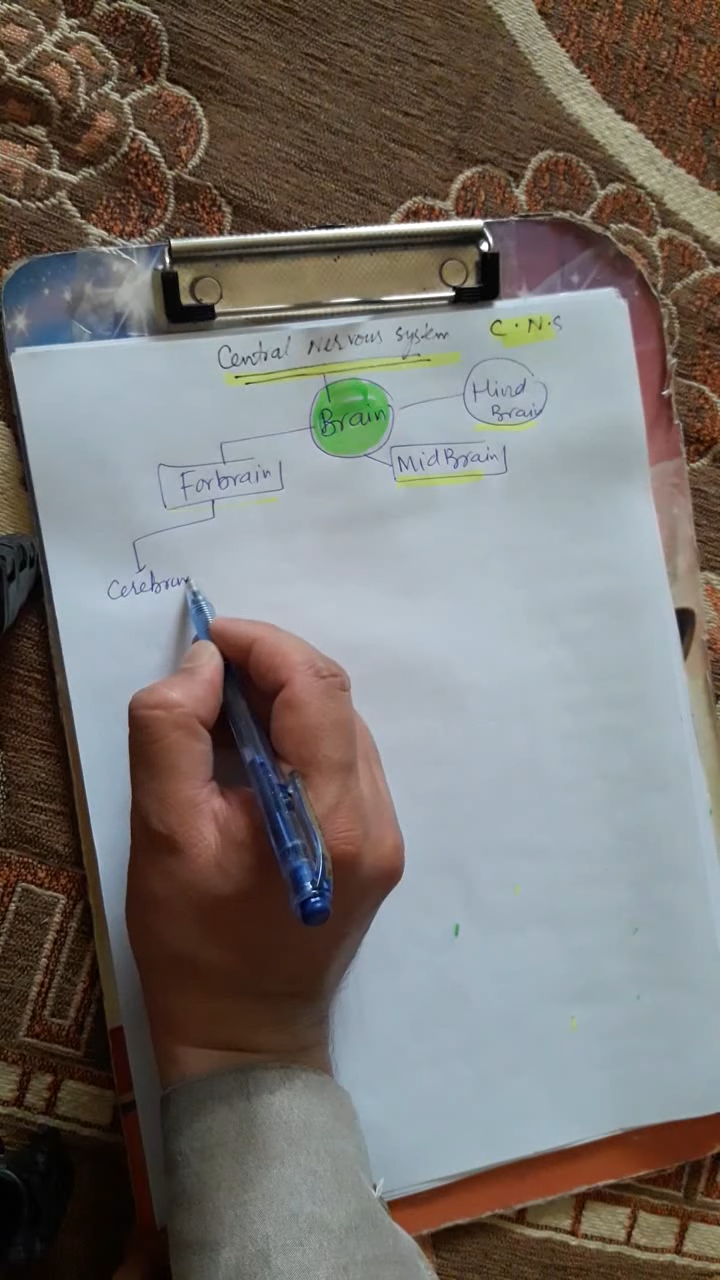 Central Nervous System C.N.S
Brain
Hind
Brain
MidBrain
Forbrain
Cerebrum